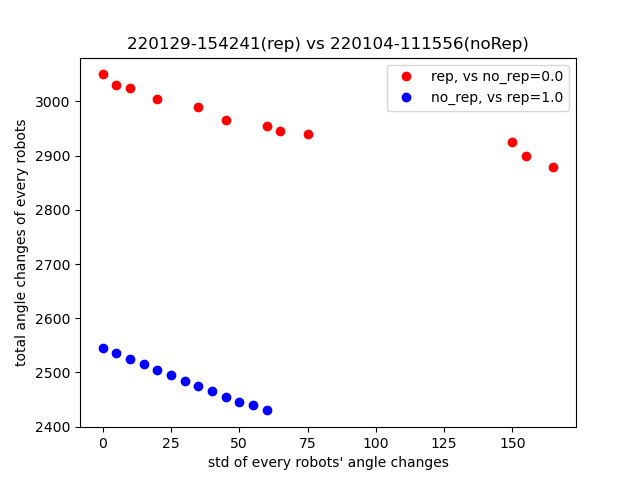 220129-154241(rep) vs 220104-111556(noRep)
rep, vs no_rep=0.0
no_rep, vs rep=1.0
total angle changes of every robots
3000
2900
2800
2700
2600
2500
2400
0 25 50 75 100 125 150
std of every robots' angle changes